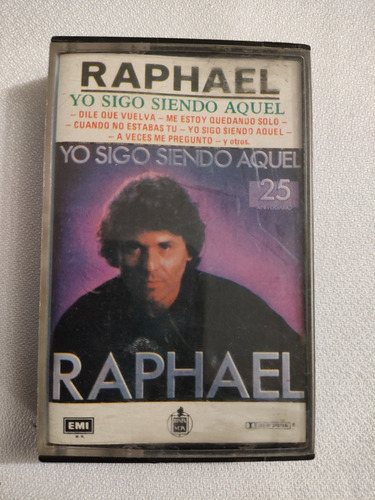 RAPHAEL
YO SIGO SIENDO AQUEL
– DILE QUE VUELVA – ME ESTOY QUEDANDO SOLO –
– CUANDO NO ESTABAS TU – YO SIGO SIENDO AQUEL –
– A VECES ME PREGUNTO – y otros.
YO SIGO SIENDO AQUEL
25
RAPHAEL
EMI